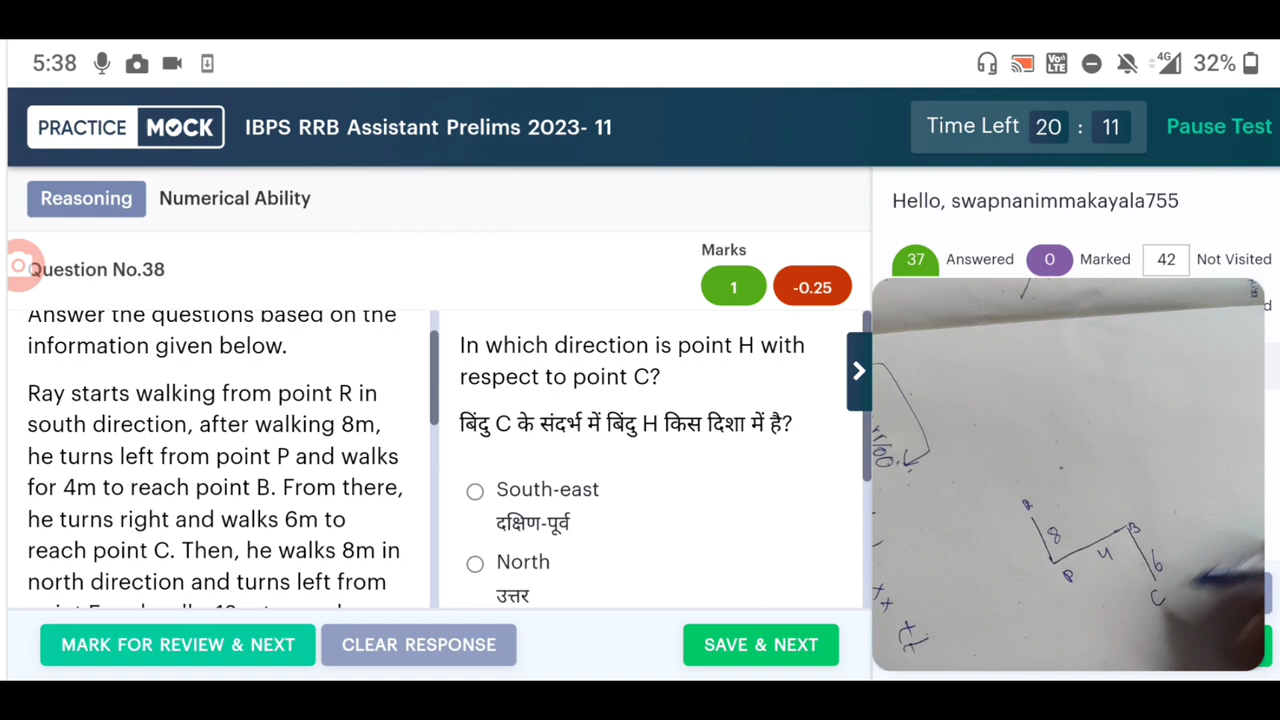 5:38
Vo)) LTE 4G 32%
PRACTICE MOCK IBPS RRB Assistant Prelims 2023- 11 Time Left 20 : 11 Pause Test
Reasoning Numerical Ability
Hello, swapnanimmakayala755
Question No.38
Marks
1 -0.25
37 Answered 0 Marked 42 Not Visited
Answer the questions based on the
information given below.
Ray starts walking from point R in
south direction, after walking 8m,
he turns left from point P and walks
for 4m to reach point B. From there,
he turns right and walks 6m to
reach point C. Then, he walks 8m in
north direction and turns left from
In which direction is point H with
respect to point C?
बिंदु C के संदर्भ में बिंदु H किस दिशा में है?
South-east
दक्षिण-पूर्व
North
उत्तर
R
8
P
4
B
6
C
MARK FOR REVIEW & NEXT CLEAR RESPONSE SAVE & NEXT